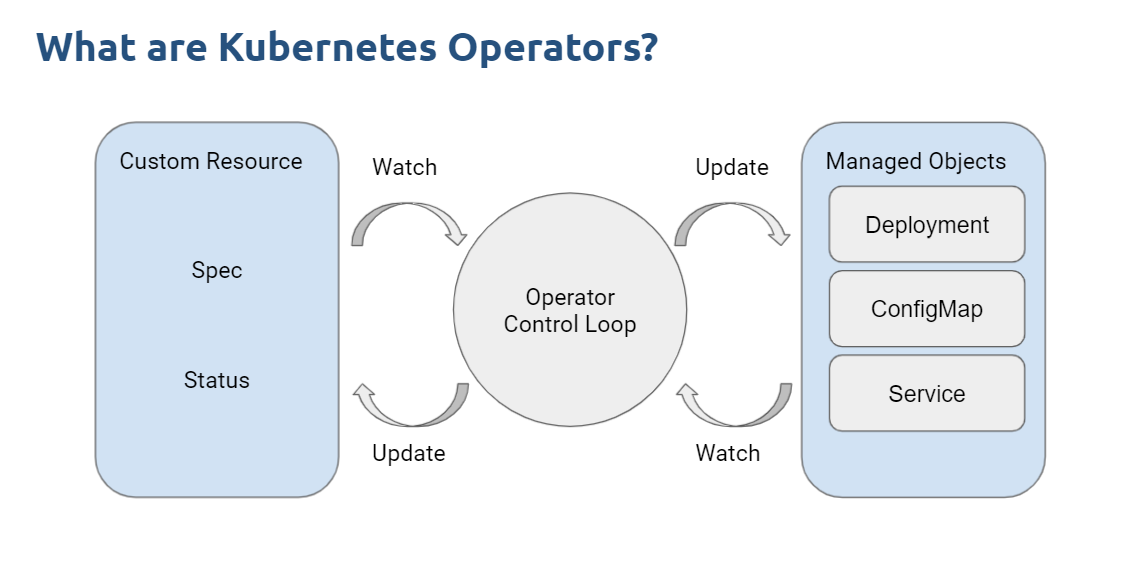 What are Kubernetes Operators?
Custom Resource
Spec
Status
Watch
Update
Operator
Control Loop
Update
Watch
Managed Objects
Deployment
ConfigMap
Service